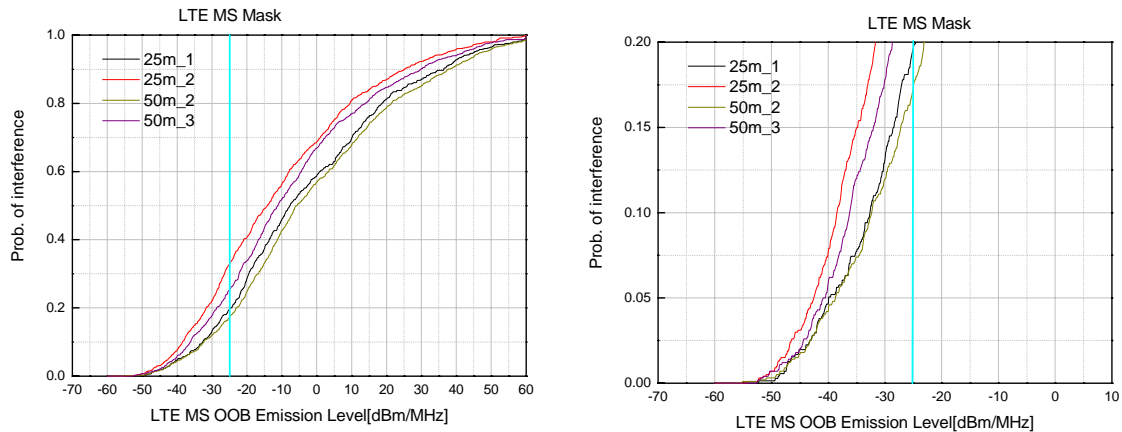 LTE MS Mask
1.0
0.8
0.6
0.4
0.2
0.0
Prob. of interference
25m_1
25m_2
50m_2
50m_3
-70 -60 -50 -40 -30 -20 -10 0 10 20 30 40 50 60
LTE MS OOB Emission Level[dBm/MHz]
LTE MS Mask
0.20
0.15
0.10
0.05
0.00
Prob. of interference
25m_1
25m_2
50m_2
50m_3
-70 -60 -50 -40 -30 -20 -10 0 10
LTE MS OOB Emission Level[dBm/MHz]